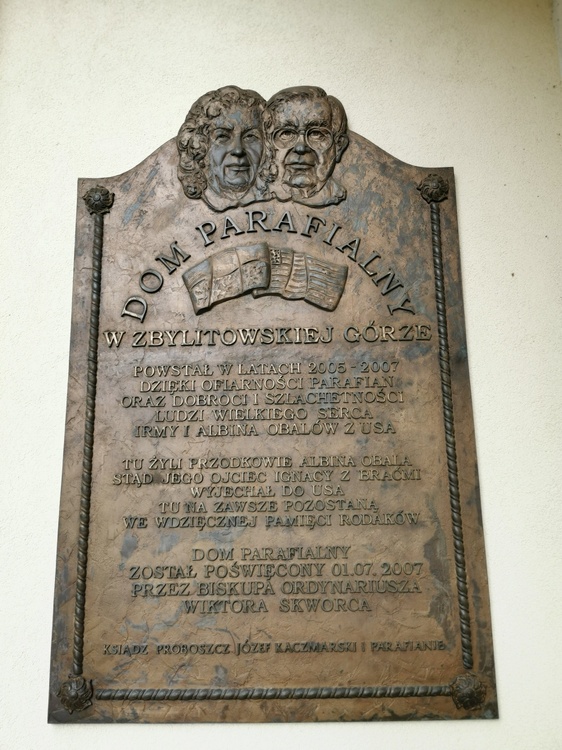 DOM PARAFIALNY
W ZBYLITOWSKIEJ GÓRZE
POWSTAŁ W LATACH 2005-2007
DZIĘKI OFIARNOŚCI PARAFIAN
ORAZ DOBROCI I SZLACHETNOŚCI
LUDZI WIELKIEGO SERCA
IRMY I ALBINA OBALÓW Z USA
TU ŻYLI PRZODKOWIE ALBINA OBALA
STĄD JEGO OJCIEC IGNACY Z BRAĆMI
WYJECHAŁ DO USA
TU NA ZAWSZE POZOSTANĄ
WE WDZIĘCZNEJ PAMIĘCI RODAKÓW
DOM PARAFIALNY
ZOSTAŁ POŚWIĘCONY 01.07.2007
PRZEZ BISKUPA ORDYNARIUSZA
WIKTORA SKWORCA
KSIĄDZ PROBOSZCZ JÓZEF KACZMARSKI I PARAFIANIE